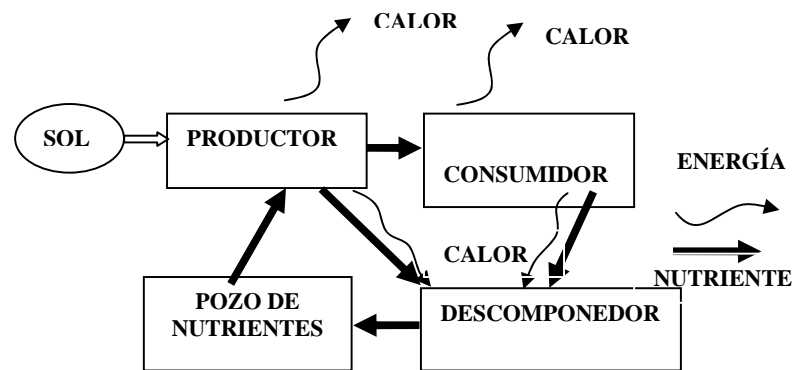 CALOR
CALOR
SOL
PRODUCTOR
CONSUMIDOR
ENERGÍA
CALOR
NUTRIENTE
POZO DE
NUTRIENTES
DESCOMPONEDOR